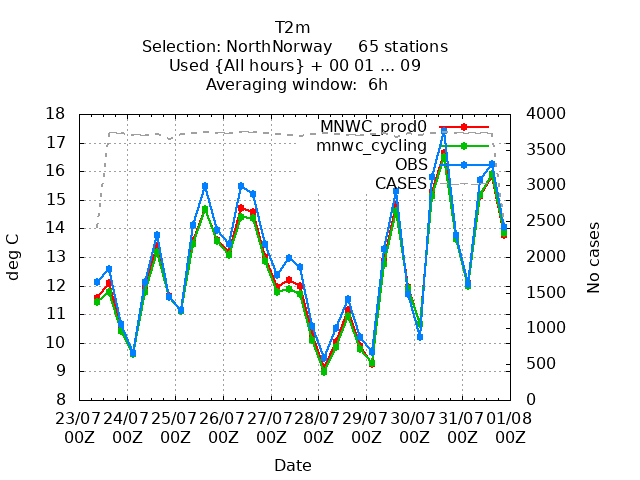 T2m
Selection: NorthNorway     65 stations
Used {All hours} + 00 01 ... 09
Averaging window:  6h
18 4000
17 3500
16 3000
15 2500
14 2000
13 1500
12 1000
11 500
10 0
9
8
MNWC_prod0
mnwc_cycling
OBS
CASES
deg C
No cases
23/07 24/07 25/07 26/07 27/07 28/07 29/07 30/07 31/07 01/08
00Z 00Z 00Z 00Z 00Z 00Z 00Z 00Z 00Z 00Z
Date